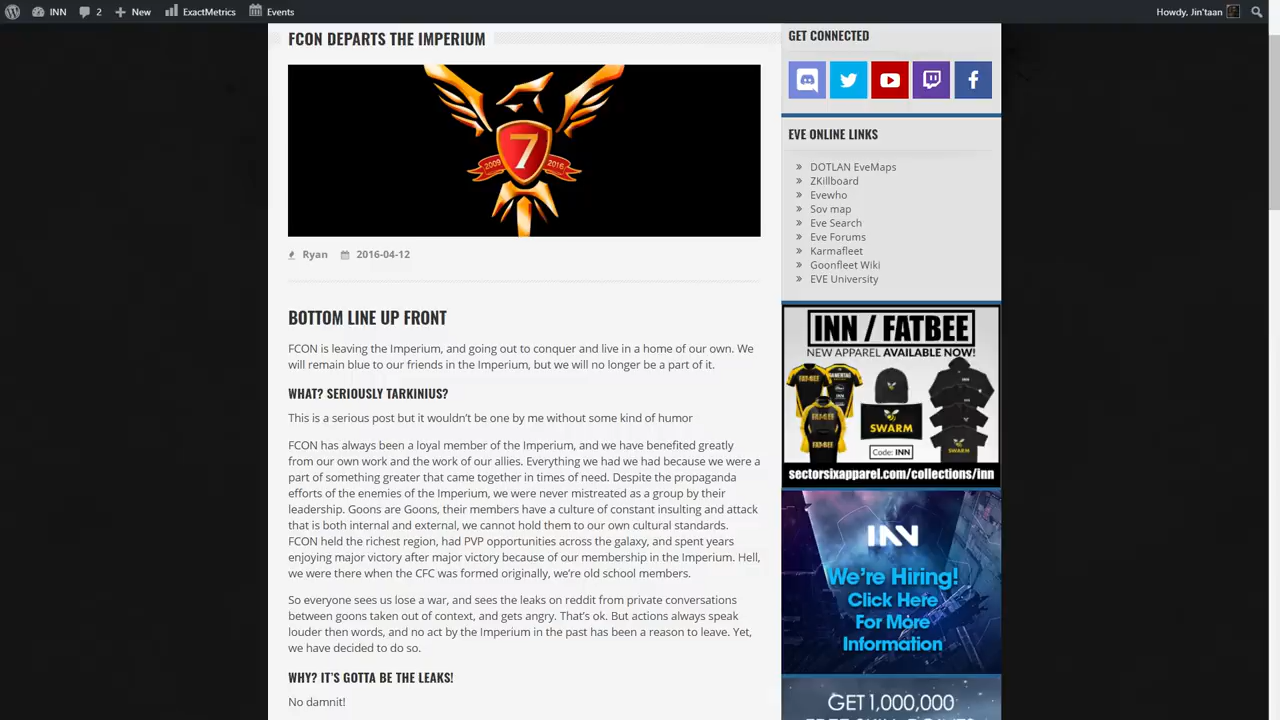 INN
2
New
ExactMetrics
Events
Howdy, Jin'taan
FCON DEPARTS THE IMPERIUM
7
2009
2016
Ryan
2016-04-12
BOTTOM LINE UP FRONT
FCON is leaving the Imperium, and going out to conquer and live in a home of our own. We
will remain blue to our friends in the Imperium, but we will no longer be a part of it.
WHAT? SERIOUSLY TARKINIUS?
This is a serious post but it wouldn't be one by me without some kind of humor
FCON has always been a loyal member of the Imperium, and we have benefited greatly
from our own work and the work of our allies. Everything we had we had because we were a
part of something greater that came together in times of need. Despite the propaganda
efforts of the enemies of the Imperium, we were never mistreated as a group by their
leadership. Goons are Goons, their members have a culture of constant insulting and attack
that is both internal and external, we cannot hold them to our own cultural standards.
FCON held the richest region, had PVP opportunities across the galaxy, and spent years
enjoying major victory after major victory because of our membership in the Imperium. Hell,
we were there when the CFC was formed originally, we're old school members.
So everyone sees us lose a war, and sees the leaks on reddit from private conversations
between goons taken out of context, and gets angry. That's ok. But actions always speak
louder then words, and no act by the Imperium in the past has been a reason to leave. Yet,
we have decided to do so.
WHY? IT'S GOTTA BE THE LEAKS!
No damnit!
GET CONNECTED
EVE ONLINE LINKS
DOTLAN EveMaps
ZKillboard
Evewho
Sov map
Eve Search
Eve Forums
Karmafleet
Goonfleet Wiki
EVE University
INN / FATBEE
NEW APPAREL AVAILABLE NOW!
FATBEE
SWARM
FATBEE
SWARM
Code: INN
sectorsixapparel.com/collections/inn
INN
We're Hiring!
Click Here
For More
Information
GET 1,000,000